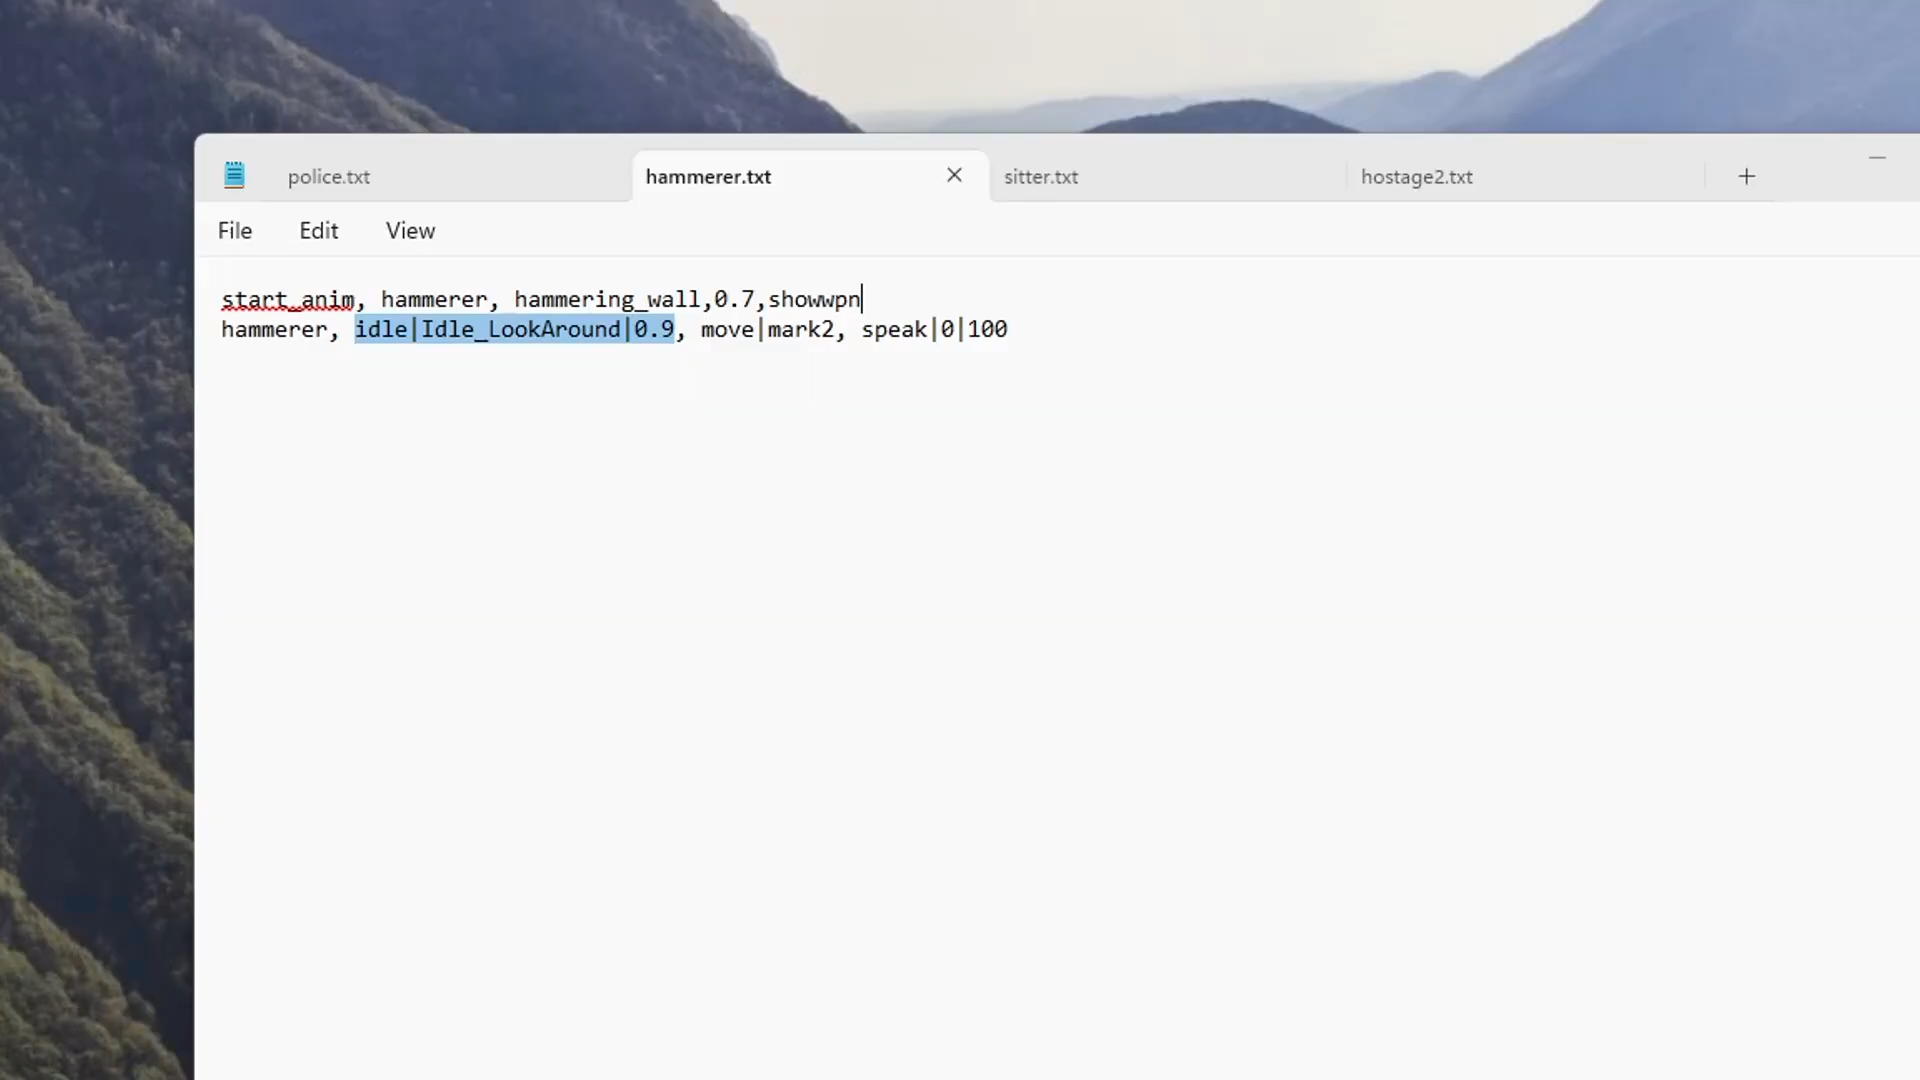 police.txt
hammerer.txt
sitter.txt
hostage2.txt
File
Edit
View
start_anim, hammerer, hammering_wall,0.7,showwpn
hammerer, idle|Idle_LookAround|0.9, move|mark2, speak|0|100